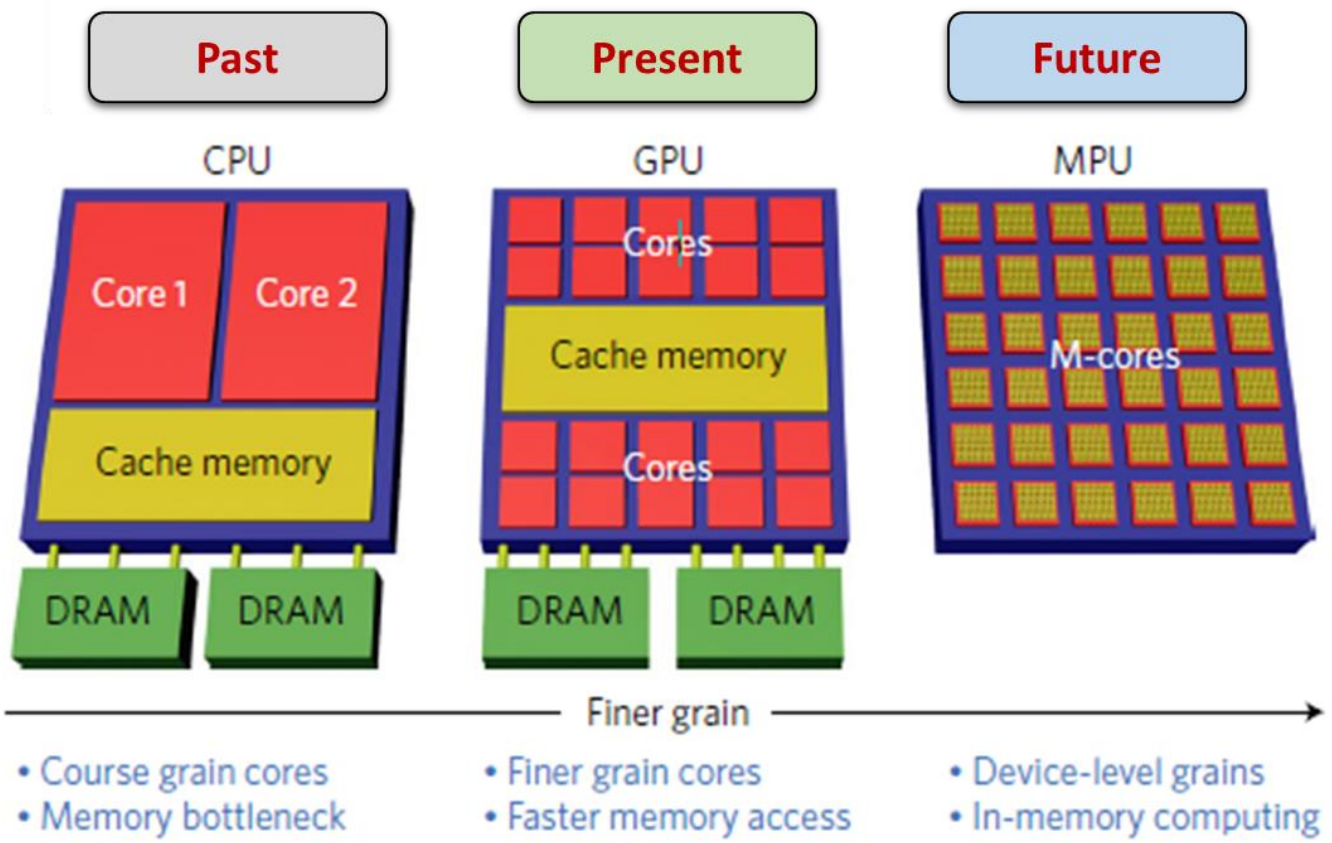 Past
Present
Future
CPU
GPU
MPU
Core 1
Core 2
Cache memory
DRAM
DRAM
Cores
Cache memory
Cores
DRAM
DRAM
M-cores
Finer grain
• Course grain cores
• Memory bottleneck
• Finer grain cores
• Faster memory access
• Device-level grains
• In-memory computing